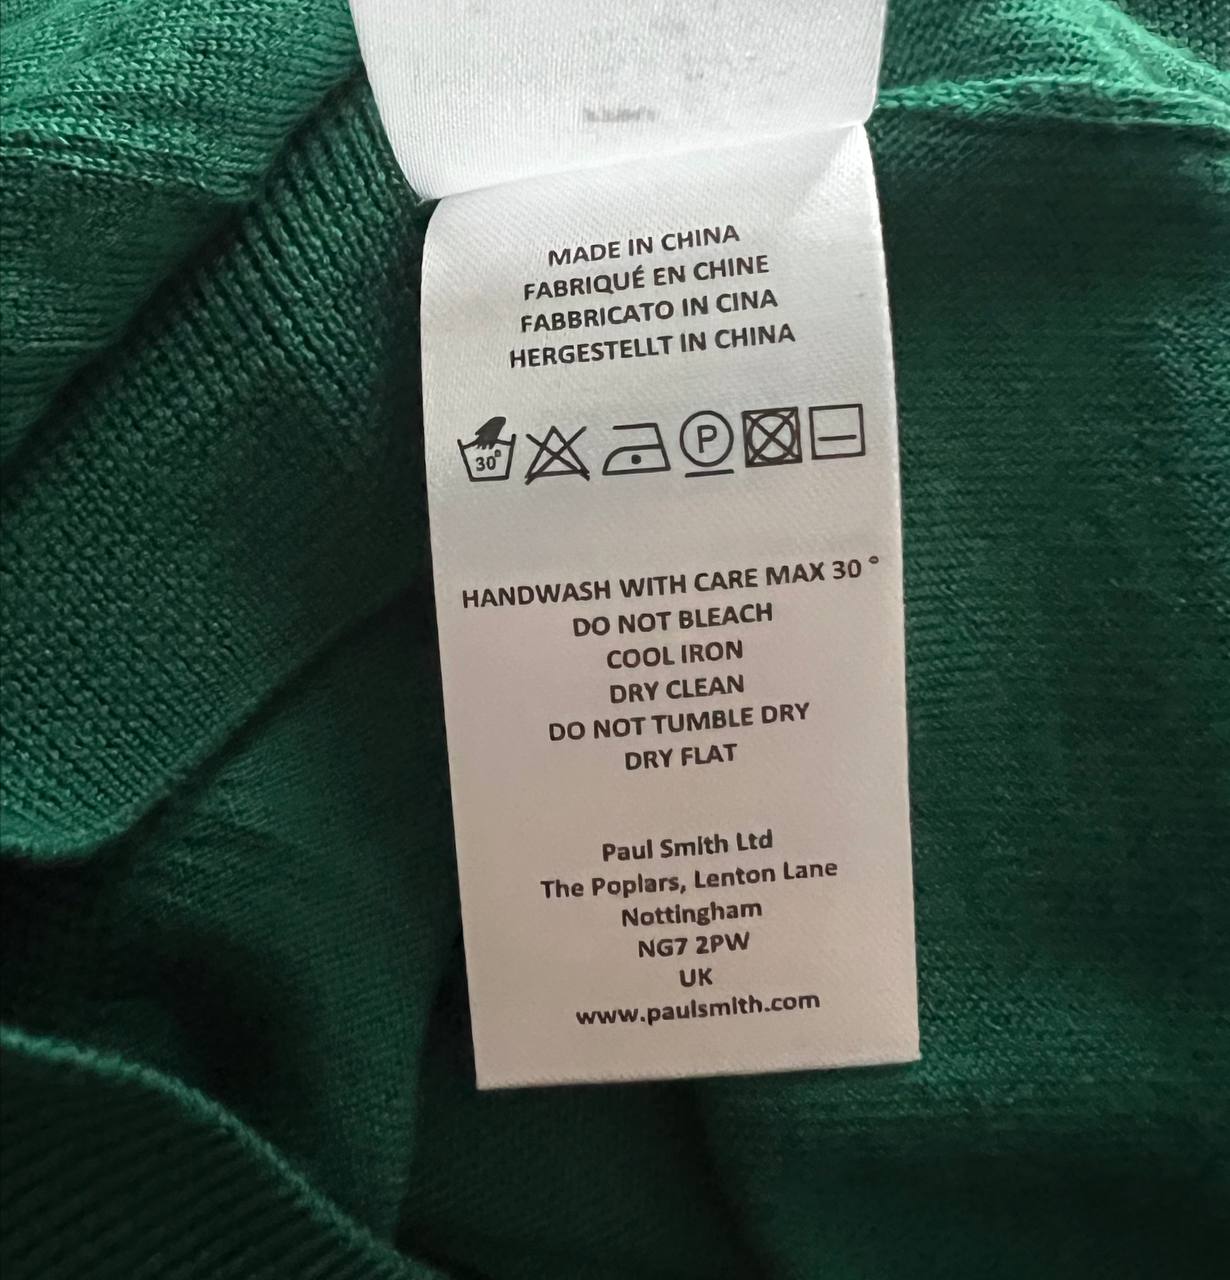 MADE IN CHINA
FABRIQUÉ EN CHINE
FABBRICATO IN CINA
HERGESTELLT IN CHINA
30°
P
HANDWASH WITH CARE MAX 30 °
DO NOT BLEACH
COOL IRON
DRY CLEAN
DO NOT TUMBLE DRY
DRY FLAT
Paul Smith Ltd
The Poplars, Lenton Lane
Nottingham
NG7 2PW
UK
www.paulsmith.com